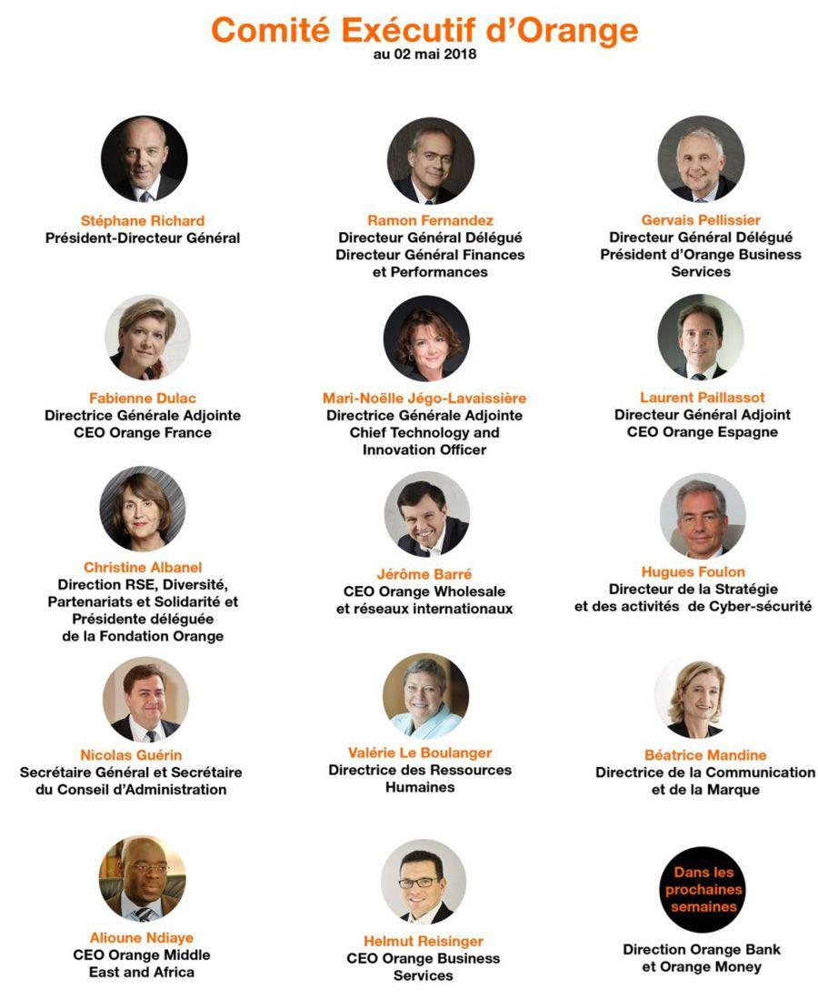 Comité Exécutif d'Orange
au 02 mai 2018
Stéphane Richard
Président-Directeur Général
Ramon Fernandez
Directeur Général Délégué
Directeur Général Finances
et Performances
Gervais Pellissier
Directeur Général Délégué
Président d'Orange Business
Services
Fabienne Dulac
Directrice Générale Adjointe
CEO Orange France
Mari-Noëlle Jégo-Lavaissière
Directrice Générale Adjointe
Chief Technology and
Innovation Officer
Laurent Paillassot
Directeur Général Adjoint
CEO Orange Espagne
Christine Albanel
Direction RSE, Diversité,
Partenariats et Solidarité et
Présidente déléguée
de la Fondation Orange
Jérôme Barré
CEO Orange Wholesale
et réseaux internationaux
Hugues Foulon
Directeur de la Stratégie
et des activités de Cyber-sécurité
Nicolas Guérin
Secrétaire Général et Secrétaire
du Conseil d'Administration
Valérie Le Boulanger
Directrice des Ressources
Humaines
Béatrice Mandine
Directrice de la Communication
et de la Marque
Alioune Ndiaye
CEO Orange Middle
East and Africa
Helmut Reisinger
CEO Orange Business
Services
Dans les
prochaines
semaines
Direction Orange Bank
et Orange Money